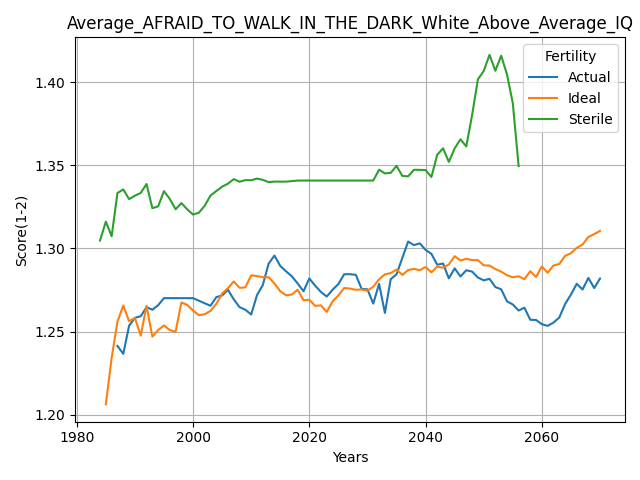 Average_AFRAID_TO_WALK_IN_THE_DARK_White_Above_Average_IQ
Fertility
Actual
Ideal
Sterile
1.40
1.35
1.30
1.25
1.20
Score(1-2)
1980
2000
2020
2040
2060
Years